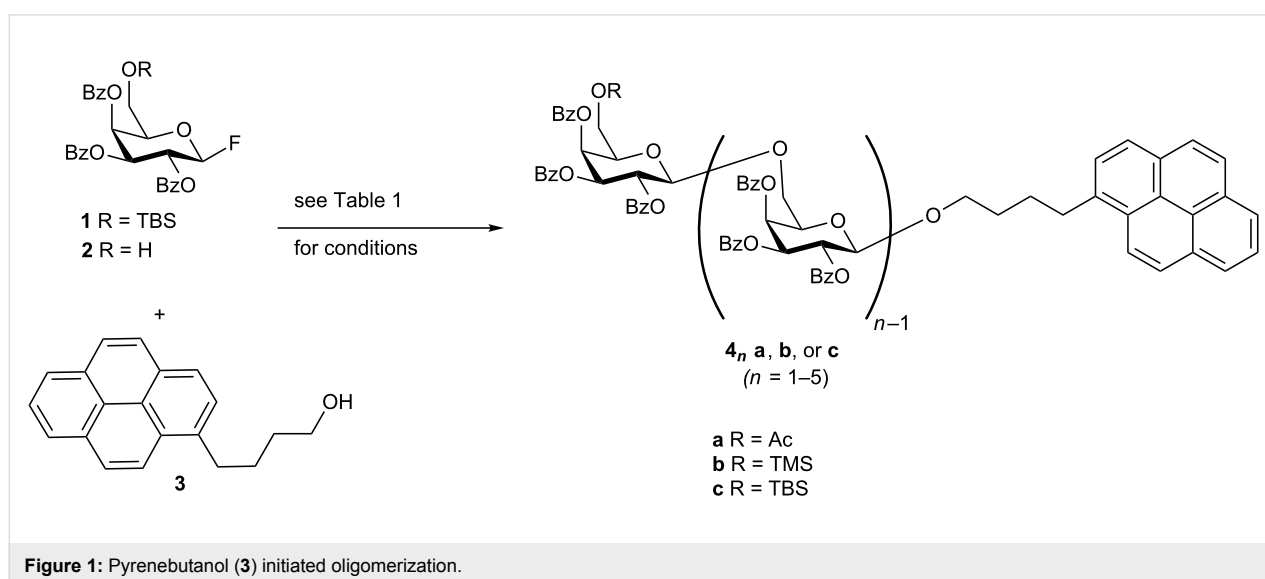 OR
BzO
O
F
BzO
BzO
1 R = TBS
2 R = H
+
OH
3
see Table 1
for conditions
OR
BzO
O
BzO
BzO
O
BzO
O
BzO
BzO
n–1
O
4n a, b, or c
(n = 1–5)
a R = Ac
b R = TMS
c R = TBS
Figure 1: Pyrenebutanol (3) initiated oligomerization.